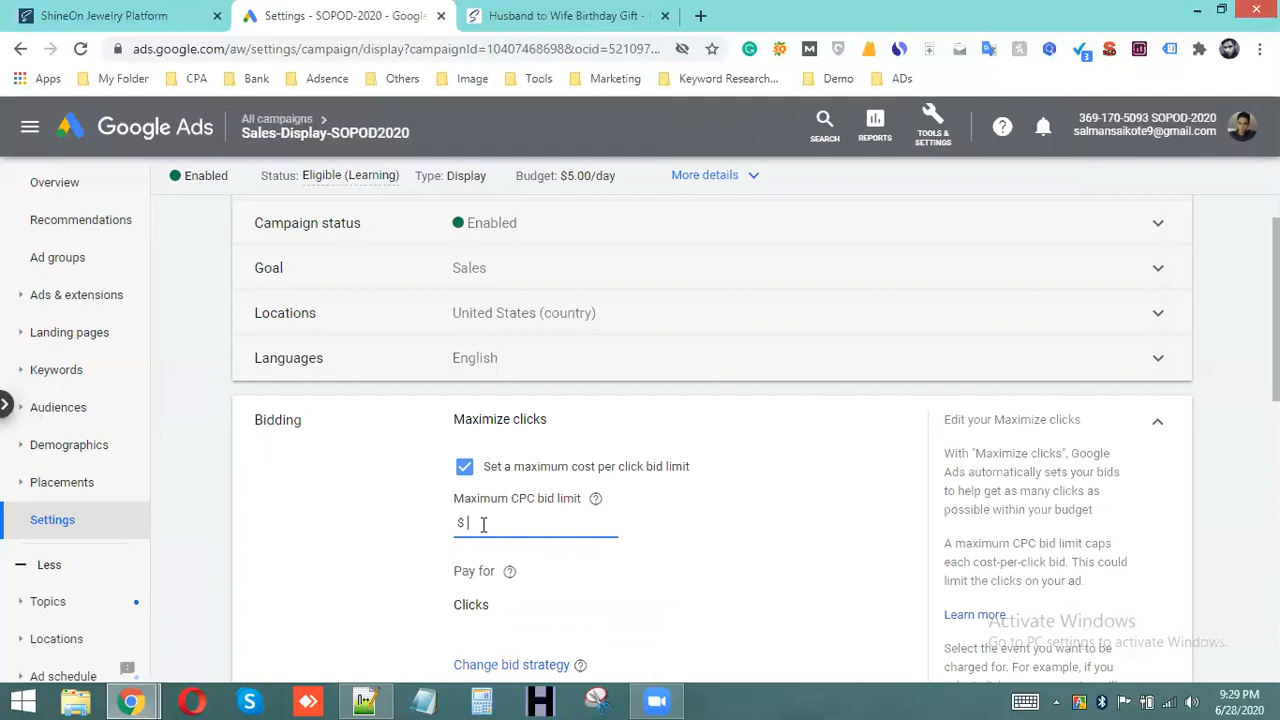 ShineOn Jewelry Platform
Settings - SOPOD-2020 - Google
Husband to Wife Birthday Gift -
ads.google.com/aw/settings/campaign/display?campaignId=10407468698&ocid=521097...
3
Apps
My Folder
CPA
Bank
Adsence
Others
Image
Tools
Marketing
Keyword Research...
Demo
ADs
Google Ads
All campaigns
Sales-Display-SOPOD2020
SEARCH
REPORTS
TOOLS &
SETTINGS
369-170-5093 SOPOD-2020
salmansaikote9@gmail.com
Enabled
Status: Eligible (Learning)
Type: Display
Budget: $5.00/day
More details
Overview
Recommendations
Ad groups
Ads & extensions
Landing pages
Keywords
Audiences
Demographics
Placements
Settings
Less
Topics
Locations
Ad schedule
Campaign status
Enabled
Goal
Sales
Locations
United States (country)
Languages
English
Bidding
Maximize clicks
Set a maximum cost per click bid limit
Maximum CPC bid limit
$
Pay for
Clicks
Change bid strategy
Edit your Maximize clicks
With "Maximize clicks", Google
Ads automatically sets your bids
to help get as many clicks as
possible within your budget
A maximum CPC bid limit caps
each cost-per-click bid. This could
limit the clicks on your ad.
Learn more
Select the event you want to be
charged for. For example, if you
Activate Windows
Go to PC settings to activate Windows.
9:29 PM
6/28/2020